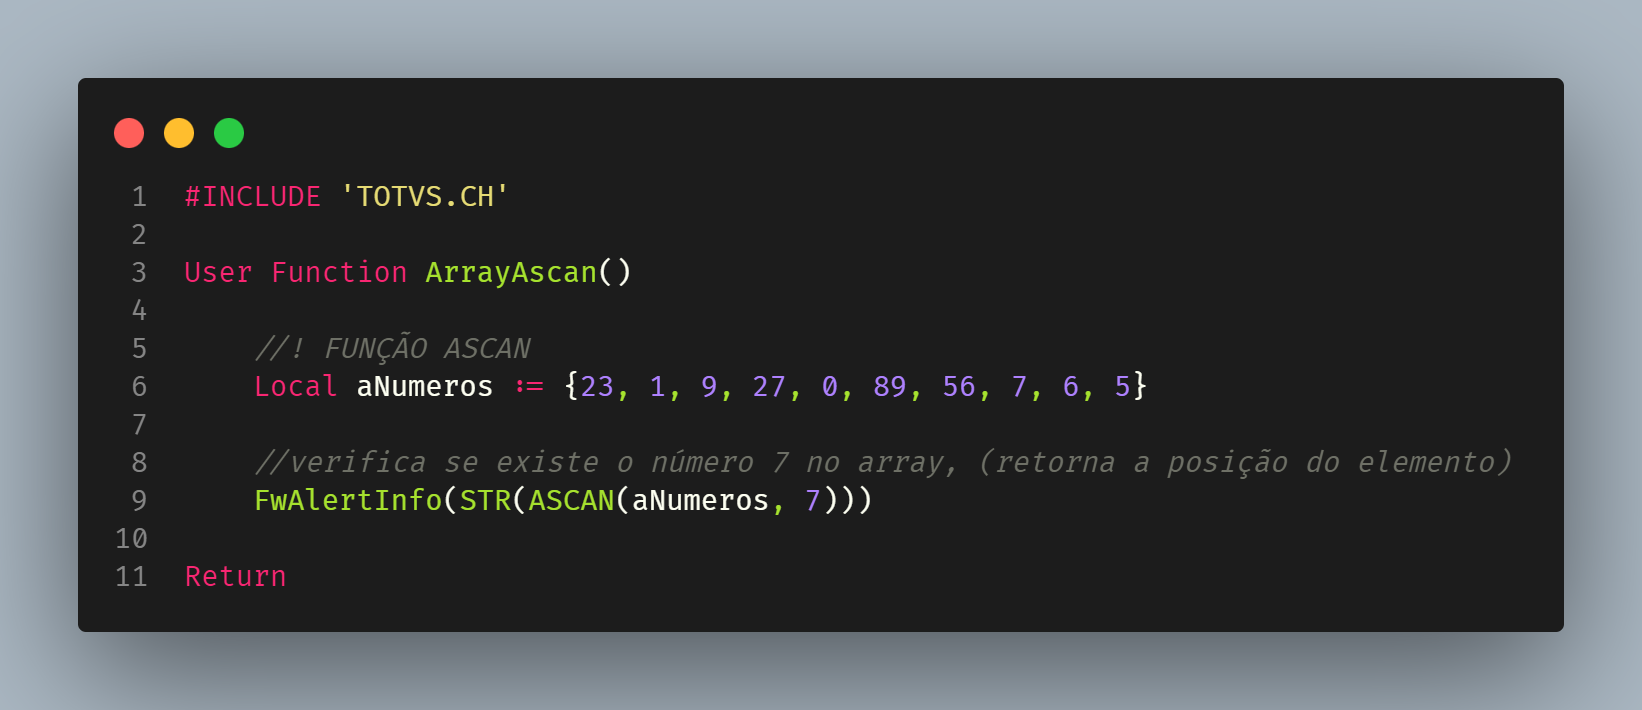 1 #INCLUDE 'TOTVS.CH'
2
3 User Function ArrayAscan()
4
5 //! FUNÇÃO ASCAN
6 Local aNumeros := {23, 1, 9, 27, 0, 89, 56, 7, 6, 5}
7
8 //verifica se existe o número 7 no array, (retorna a posição do elemento)
9 FwAlertInfo(STR(ASCAN(aNumeros, 7)))
10
11 Return